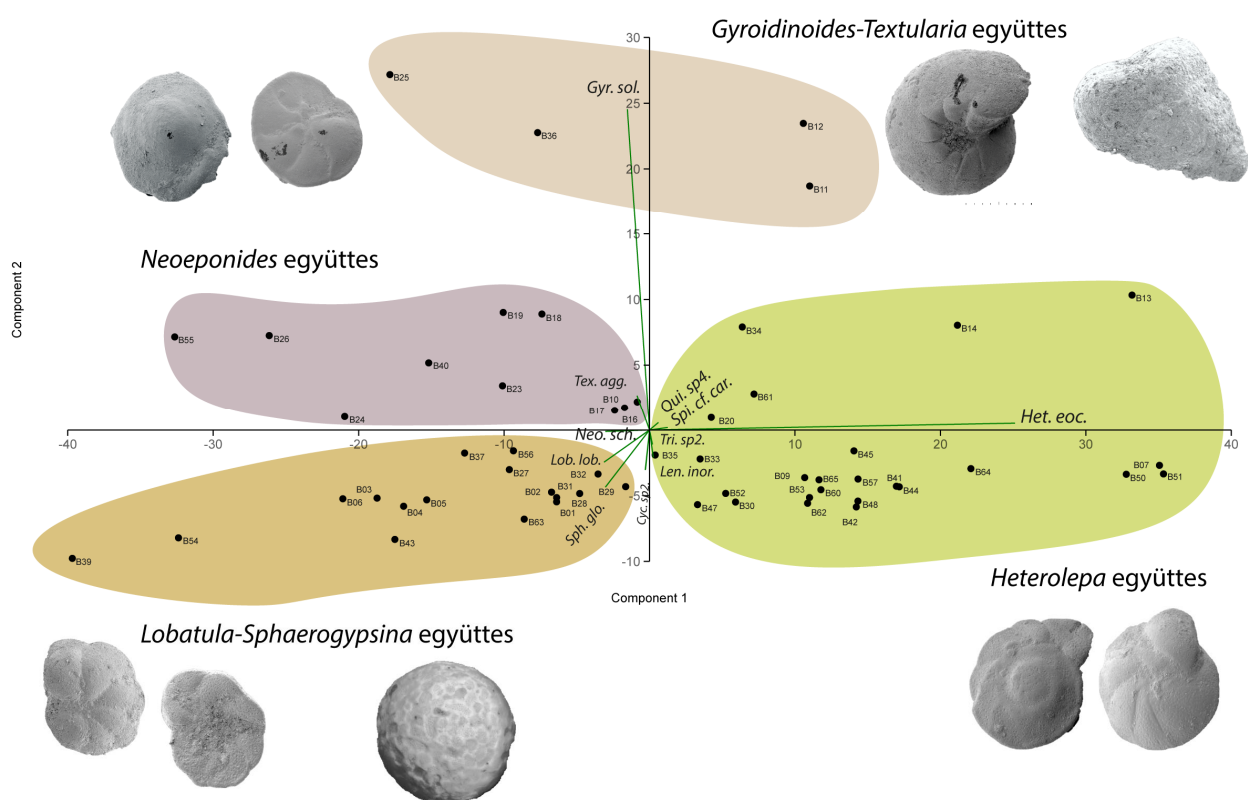 Gyroidinoides-Textularia együttes
30
B25
Gyr. sol.
25
B12
B36
20
B11
15
Neoeponides együttes
Component 2
10
B13
B19
B18
B34
B14
B55
B26
B40
5
B23
Tex. agg.
Qui. sp4.
Spi. cf. car.
B61
B10
B17
B16
B24
B20
Het. eoc.
-40
-30
-20
-10
10
20
30
40
Neo. sch.
Tri. sp2.
B37
B56
Lob. lob.
B35
B33
Len. inor.
B45
B27
B32
B64
B07
B50
B51
B09
B65
B57
B41
B44
B53
B60
B03
B06
B04
B05
B02
B31
B01
B28
B29
-5
Cyc. sp2.
B52
B47
B30
B62
B48
B42
B63
Sph. glo.
B43
B54
B39
-10
Component 1
Heterolepa együttes
Lobatula-Sphaerogypsina együttes